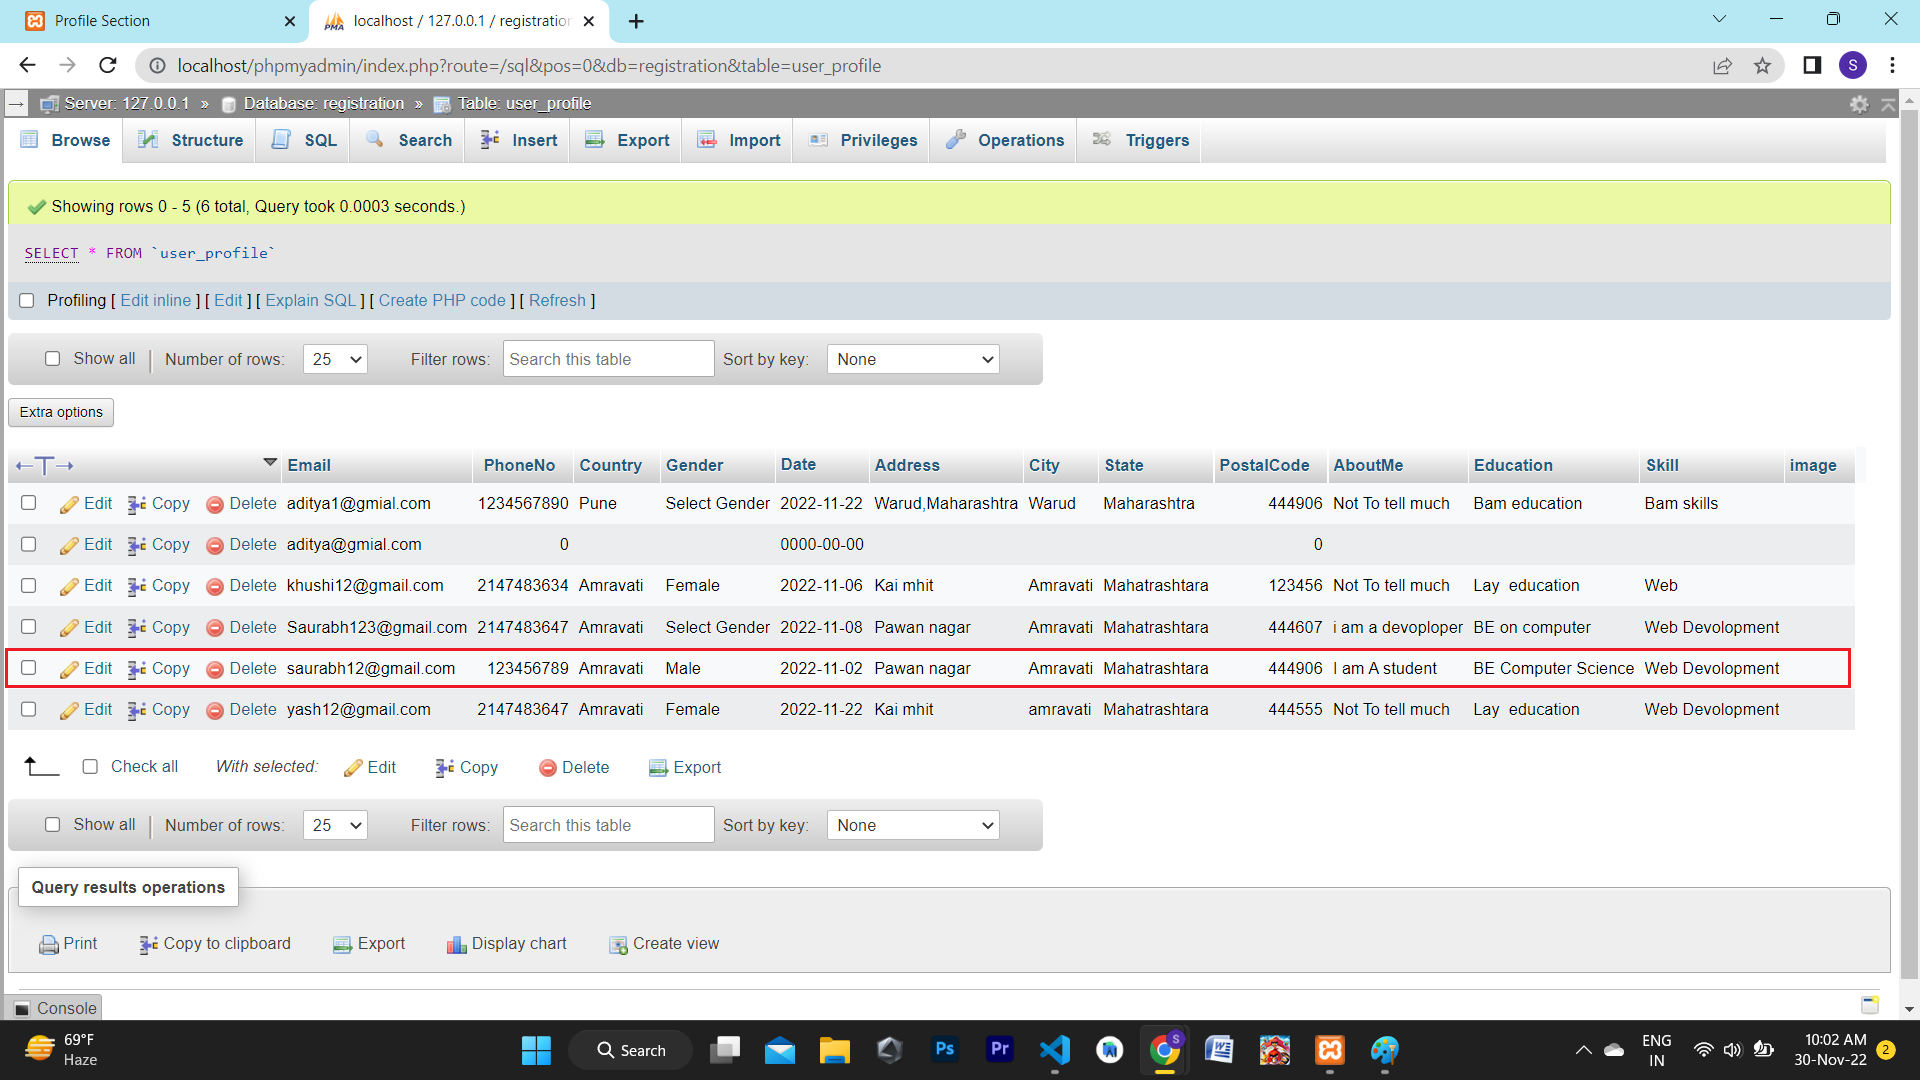 Profile Section
localhost / 127.0.0.1 / registration
localhost/phpmyadmin/index.php?route=/sql&pos=0&db=registration&table=user_profile
S
Server: 127.0.0.1 » Database: registration » Table: user_profile
Browse Structure SQL Search Insert Export Import Privileges Operations Triggers
Showing rows 0 - 5 (6 total, Query took 0.0003 seconds.)
SELECT * FROM `user_profile`
Profiling [ Edit inline ] [ Edit ] [ Explain SQL ] [ Create PHP code ] [ Refresh ]
Show all | Number of rows: 25 Filter rows: Search this table Sort by key: None
Extra options
Email PhoneNo Country Gender Date Address City State PostalCode AboutMe Education Skill image
Edit Copy Delete aditya1@gmial.com 1234567890 Pune Select Gender 2022-11-22 Warud,Maharashtra Warud Maharashtra 444906 Not To tell much Bam education Bam skills
Edit Copy Delete aditya@gmial.com 0 0000-00-00 0
Edit Copy Delete khushi12@gmail.com 2147483634 Amravati Female 2022-11-06 Kai mhit Amravati Mahatrashtara 123456 Not To tell much Lay education Web
Edit Copy Delete Saurabh123@gmail.com 2147483647 Amravati Select Gender 2022-11-08 Pawan nagar Amravati Mahatrashtara 444607 i am a devoploper BE on computer Web Devolopment
Edit Copy Delete saurabh12@gmail.com 123456789 Amravati Male 2022-11-02 Pawan nagar Amravati Mahatrashtara 444906 I am A student BE Computer Science Web Devolopment
Edit Copy Delete yash12@gmail.com 2147483647 Amravati Female 2022-11-22 Kai mhit amravati Mahatrashtara 444555 Not To tell much Lay education Web Devolopment
Check all With selected: Edit Copy Delete Export
Show all | Number of rows: 25 Filter rows: Search this table Sort by key: None
Query results operations
Print Copy to clipboard Export Display chart Create view
Console
69°F
Haze
Search
Ps
Pr
S
ENG
IN
10:02 AM
30-Nov-22
2